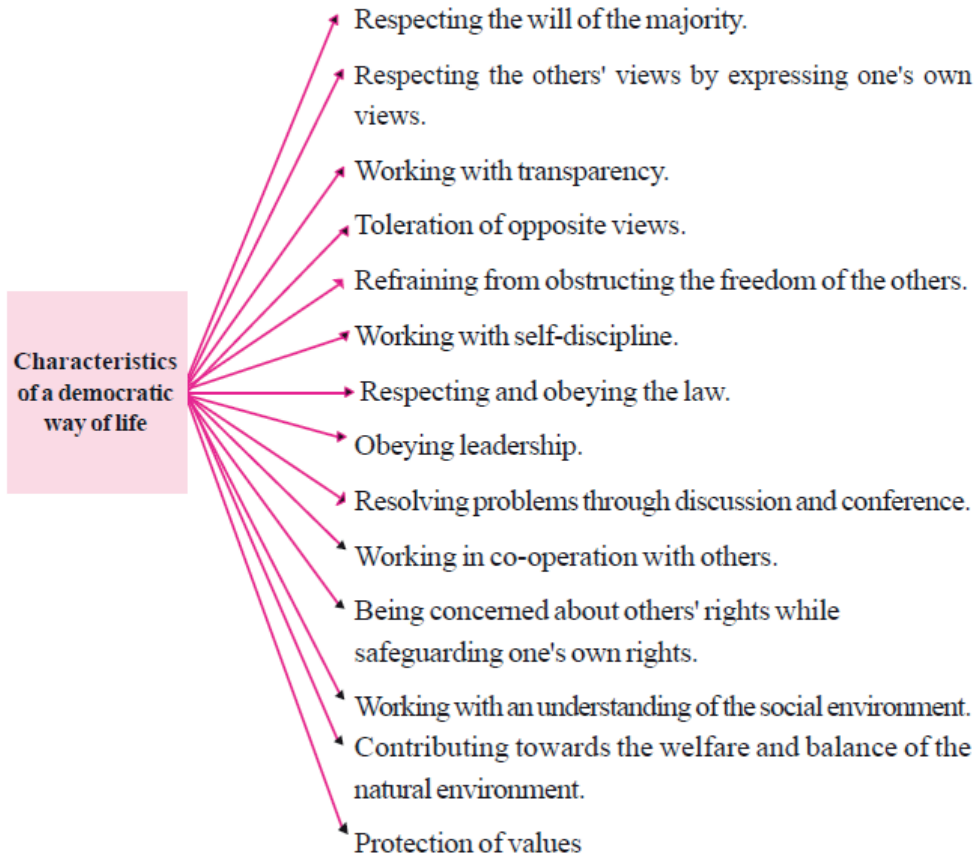 Characteristics
of a democratic
way of life
Respecting the will of the majority.
Respecting the others' views by expressing one's own
views.
Working with transparency.
Toleration of opposite views.
Refraining from obstructing the freedom of the others.
Working with self-discipline.
Respecting and obeying the law.
Obeying leadership.
Resolving problems through discussion and conference.
Working in co-operation with others.
Being concerned about others' rights while
safeguarding one's own rights.
Working with an understanding of the social environment.
Contributing towards the welfare and balance of the
natural environment.
Protection of values